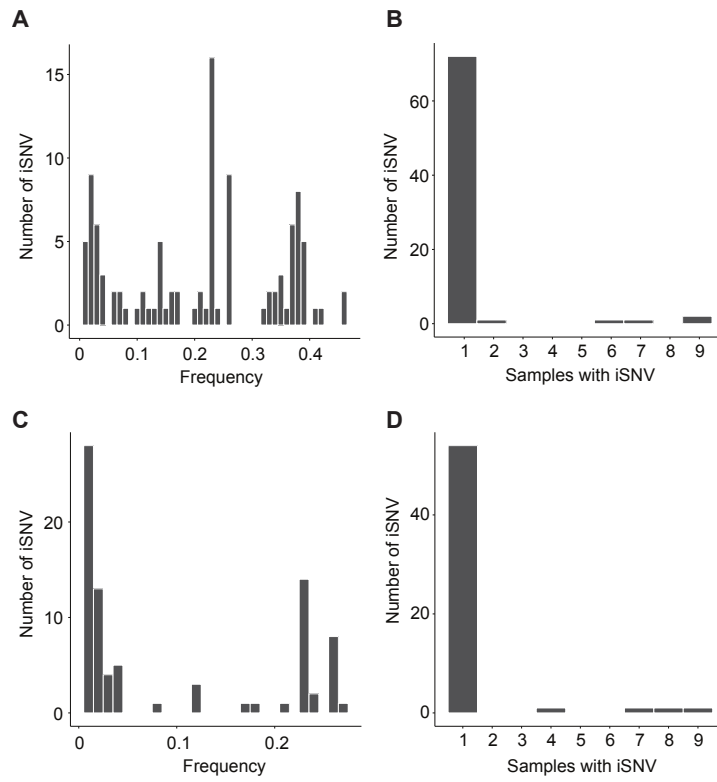 A
Number of iSNV
15
10
5
0
0 0.1 0.2 0.3 0.4
Frequency
B
Number of iSNV
60
40
20
0
1 2 3 4 5 6 7 8 9
Samples with iSNV
C
Number of iSNV
20
10
0
0 0.1 0.2
Frequency
D
Number of iSNV
40
20
0
1 2 3 4 5 6 7 8 9
Samples with iSNV